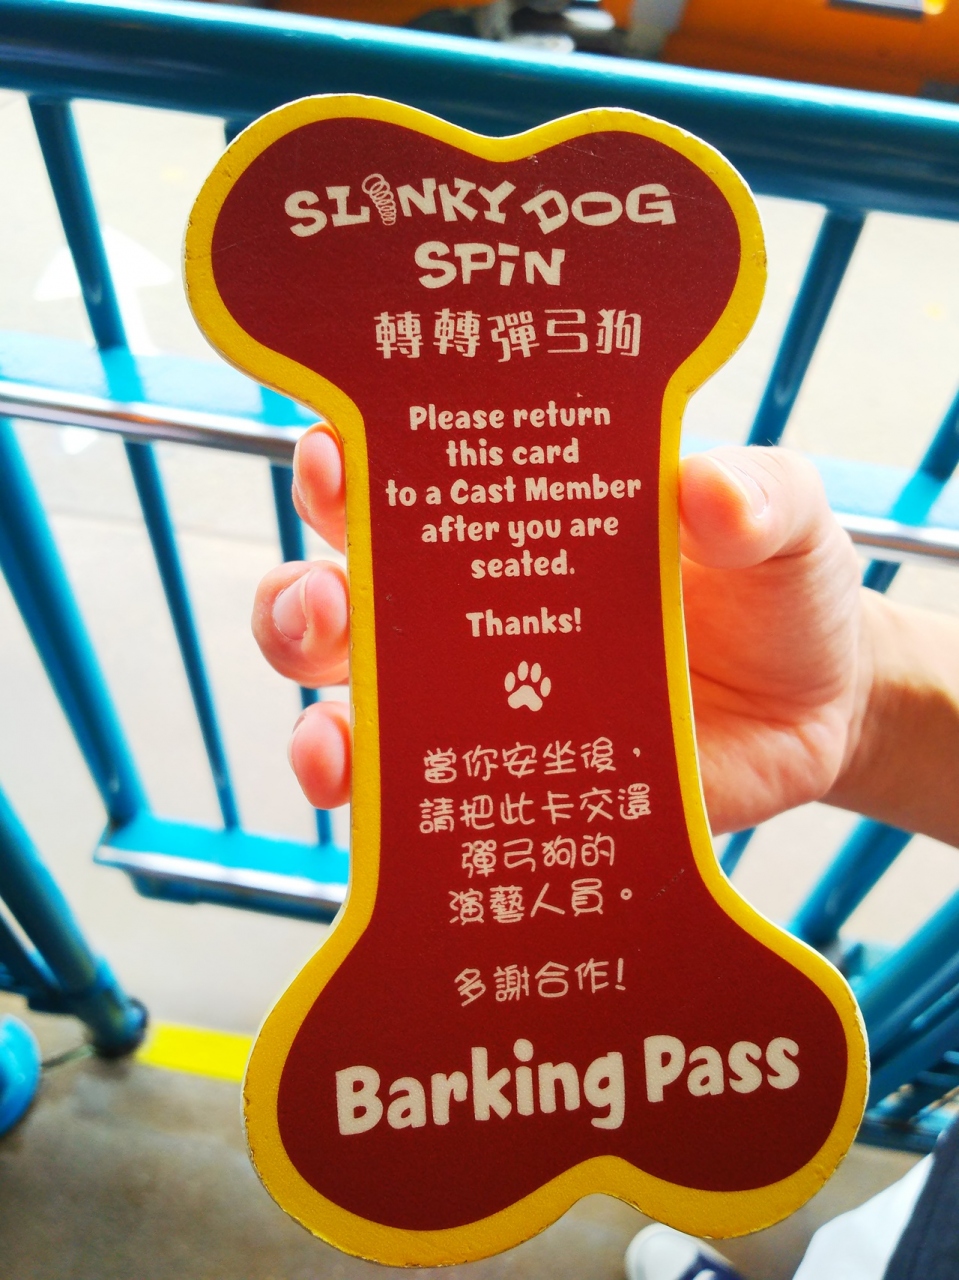 SLINKY DOG
SPIN
轉轉彈弓狗
Please return
this card
to a Cast Member
after you are
seated.
Thanks!
當你安坐後，
請把此卡交還
彈弓狗的
演藝人員。
多謝合作！
Barking Pass